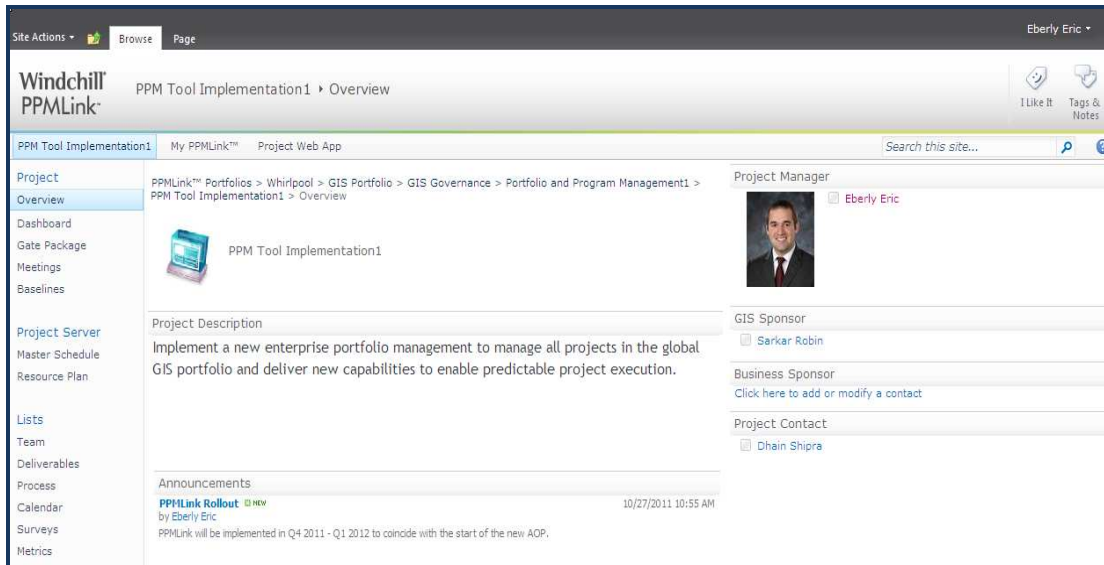 Site Actions
Browse
Page
Eberly Eric
Windchill
PPMLink
PPM Tool Implementation1 ▸ Overview
I Like It
Tags &
Notes
PPM Tool Implementation1
My PPMLink™
Project Web App
Search this site...
Project
Overview
Dashboard
Gate Package
Meetings
Baselines
Project Server
Master Schedule
Resource Plan
Lists
Team
Deliverables
Process
Calendar
Surveys
Metrics
PPMLink™ Portfolios > Whirlpool > GIS Portfolio > GIS Governance > Portfolio and Program Management1 >
PPM Tool Implementation1 > Overview
PPM Tool Implementation1
Project Description
Implement a new enterprise portfolio management to manage all projects in the global
GIS portfolio and deliver new capabilities to enable predictable project execution.
Announcements
PPMLink Rollout NEW 10/27/2011 10:55 AM
by Eberly Eric
PPMLink will be implemented in Q4 2011 - Q1 2012 to coincide with the start of the new AOP.
Project Manager
Eberly Eric
GIS Sponsor
Sarkar Robin
Business Sponsor
Click here to add or modify a contact
Project Contact
Dhain Shipra